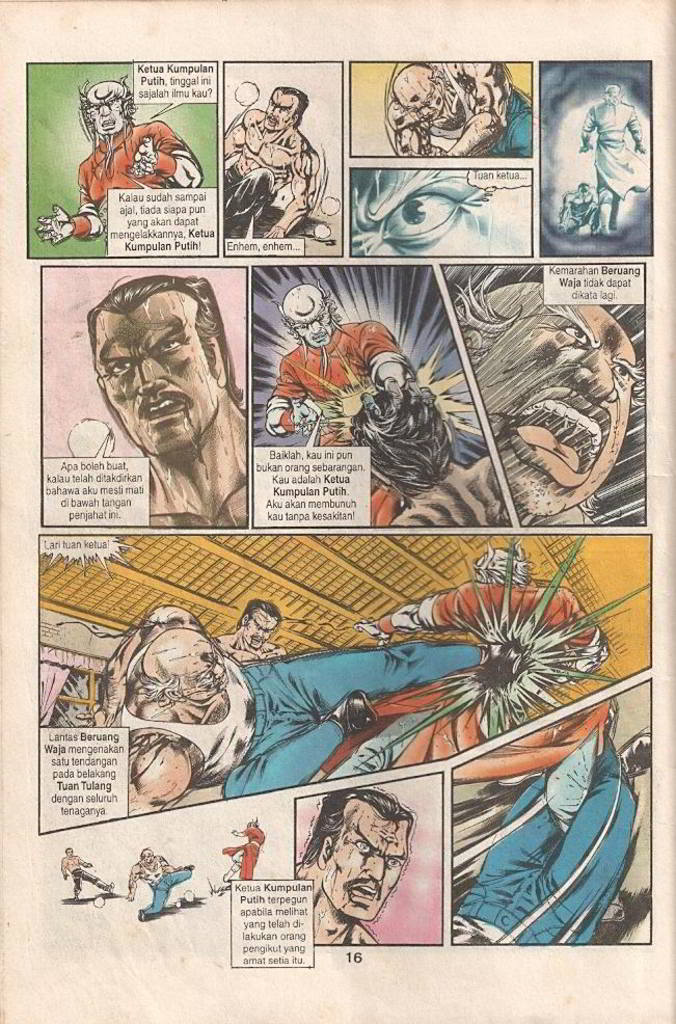 Ketua Kumpulan
Putih, tinggal ini
sajalah ilmu kau?
Kalau sudah sampai
ajal, tiada siapa pun
yang akan dapat
mengelakkannya, Ketua
Kumpulan Putih!
Enhem, enhem...
Tuan ketua...
Apa boleh buat,
kalau telah ditakdirkan
bahawa aku mesti mati
di bawah tangan
penjahat ini.
Baiklah, kau ini pun
bukan orang sebarangan.
Kau adalah Ketua
Kumpulan Putih.
Aku akan membunuh
kau tanpa kesakitan!
Kemarahan Beruang
Waja tidak dapat
dikata lagi.
Lari tuan ketua!
Lantas Beruang
Waja mengenakan
satu tendangan
pada belakang
Tuan Tulang
dengan seluruh
tenaganya.
Ketua Kumpulan
Putih terpegun
apabila melihat
yang telah di-
lakukan orang
pengikut yang
amat setia itu.
16